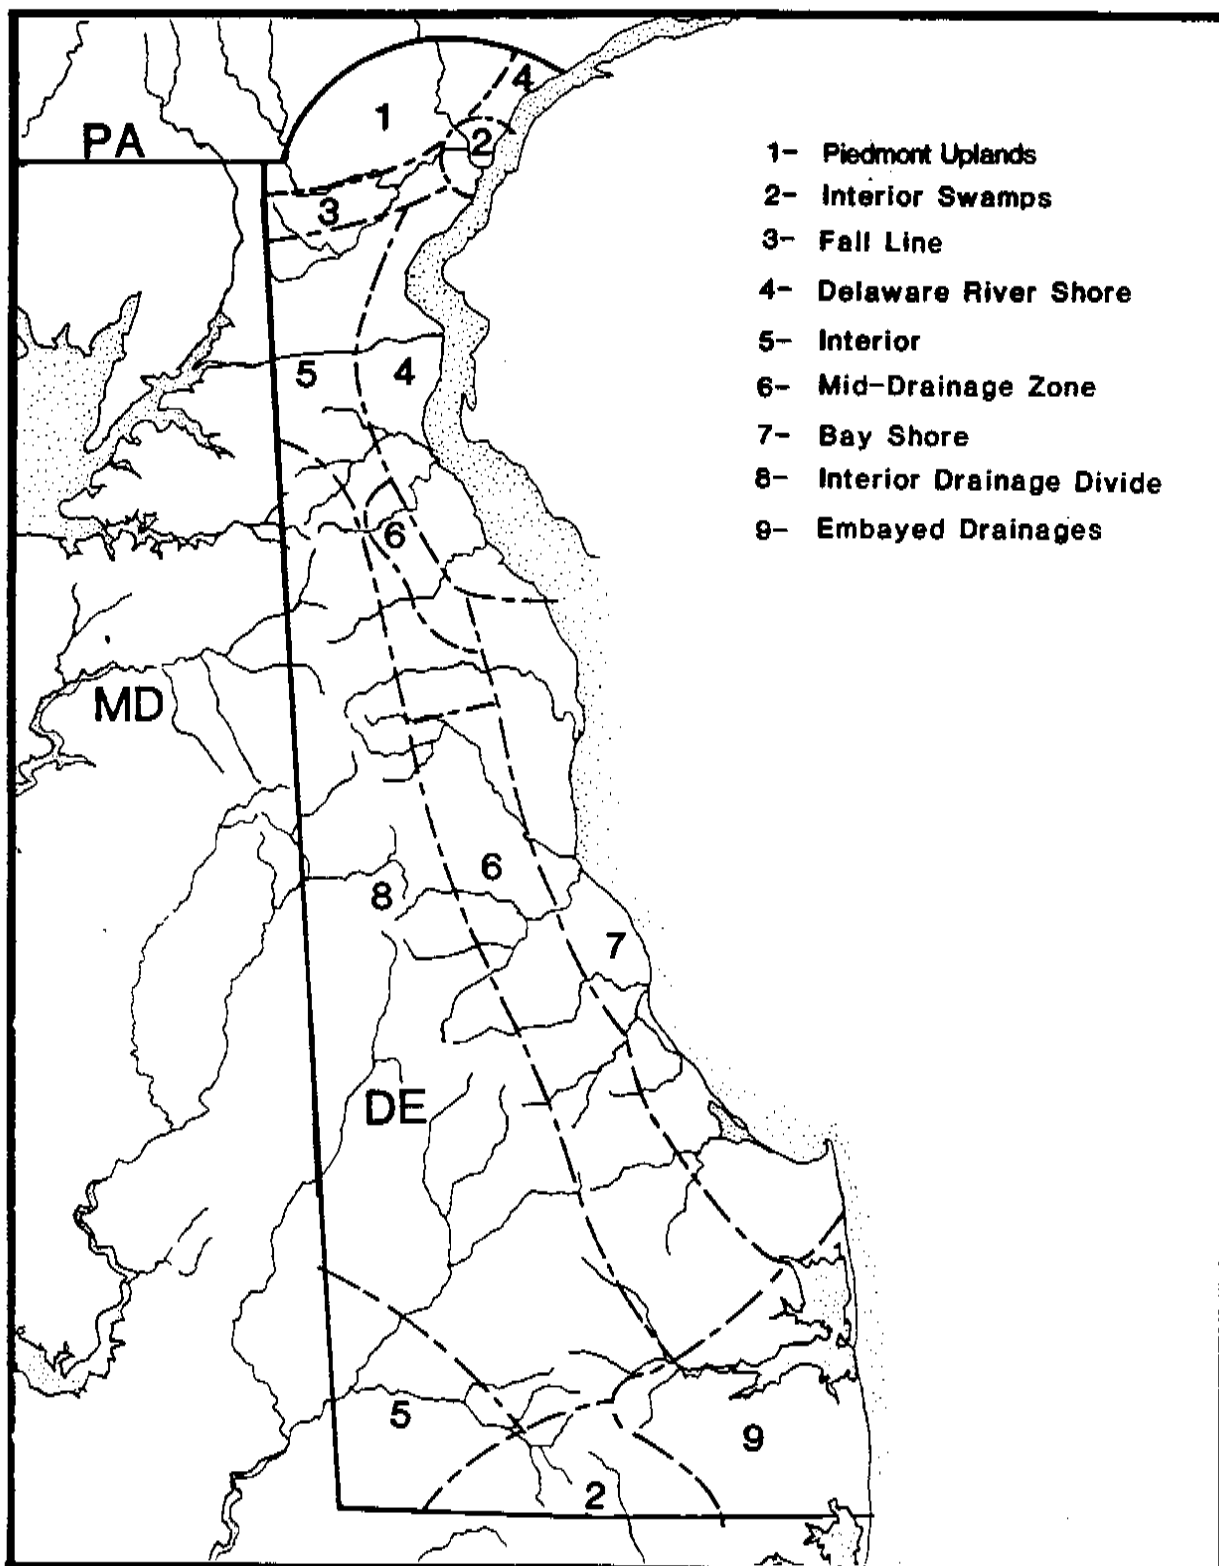 4
1
PA
2
3
1- Piedmont Uplands
2- Interior Swamps
3- Fall Line
4- Delaware River Shore
5- Interior
6- Mid-Drainage Zone
7- Bay Shore
8- Interior Drainage Divide
9- Embayed Drainages
5
4
6
MD
6
8
7
DE
5
9
2